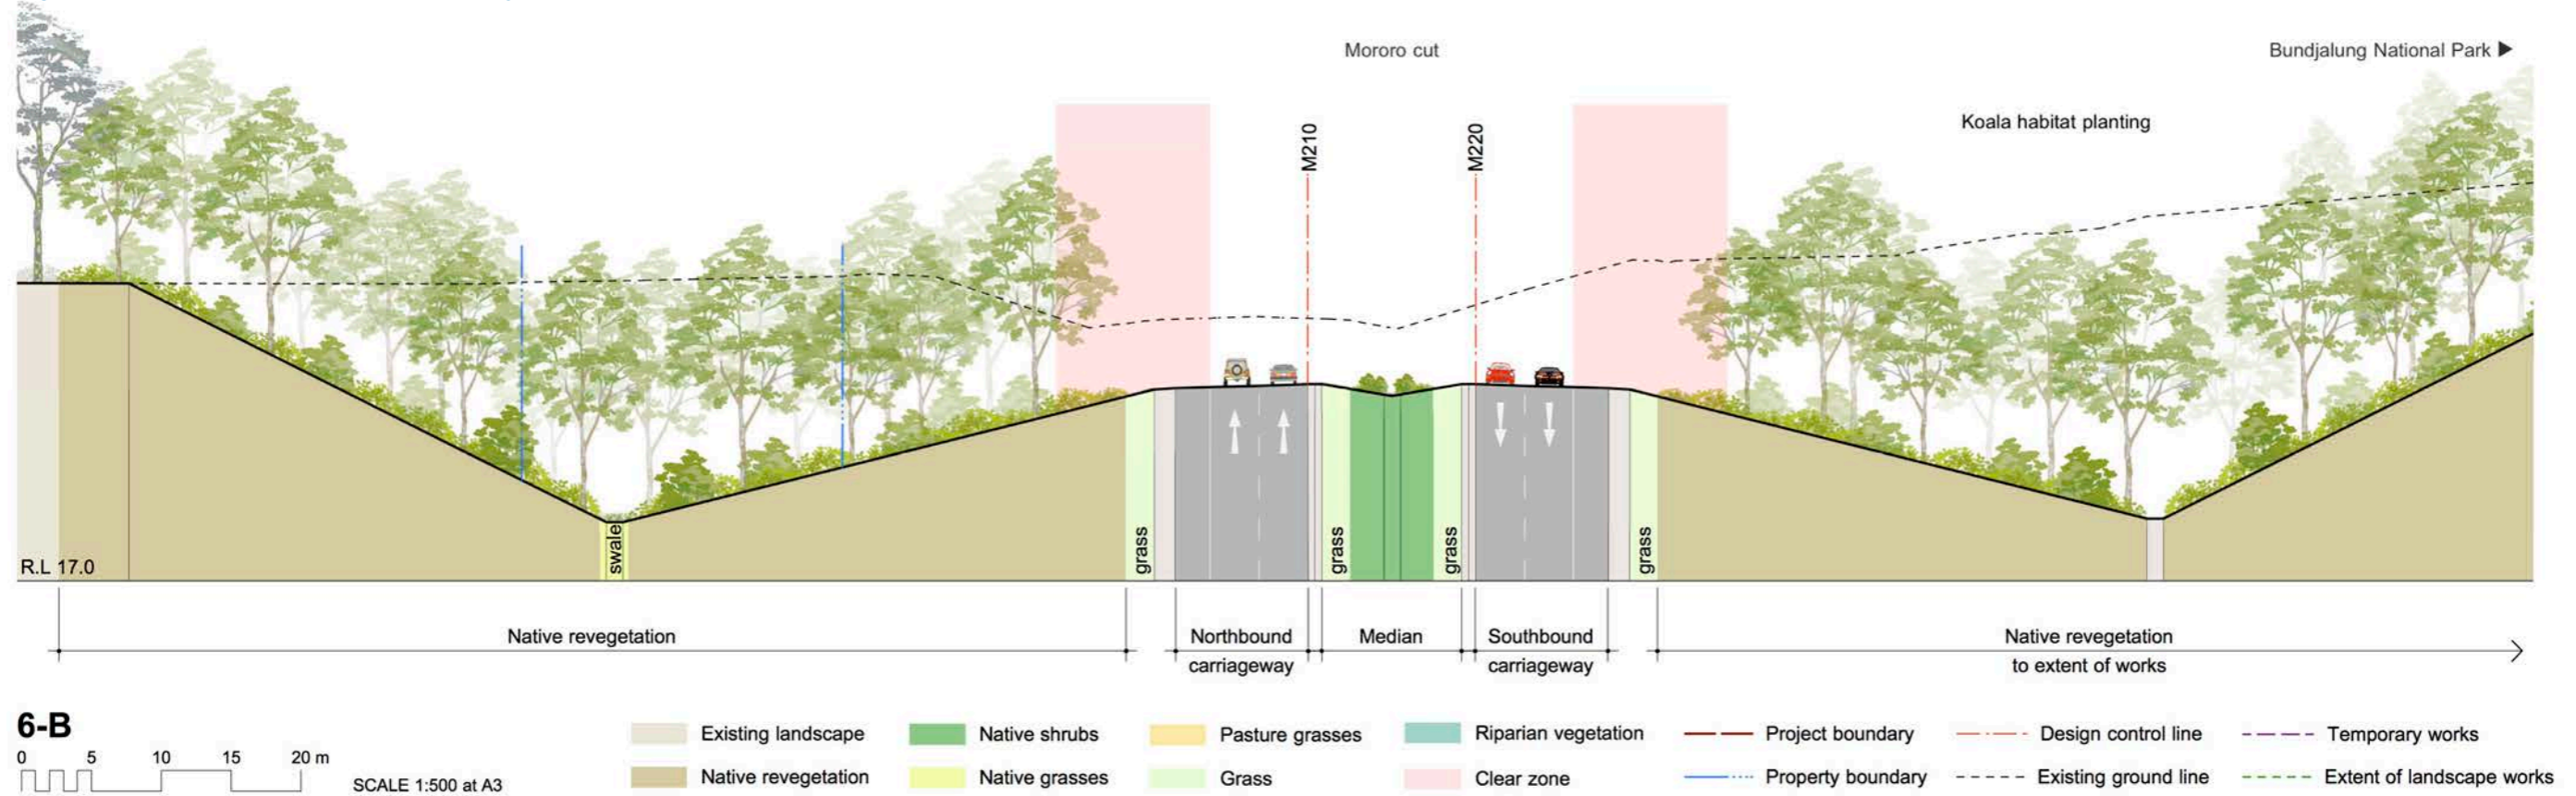 Mororo cut
Bundjalung National Park
Koala habitat planting
M210
M220
R.L 17.0
swale
grass
grass
grass
grass
Native revegetation
Northbound
carriageway
Median
Southbound
carriageway
Native revegetation
to extent of works
6-B
0 5 10 15 20 m
SCALE 1:500 at A3
Existing landscape
Native shrubs
Pasture grasses
Riparian vegetation
Project boundary
Design control line
Temporary works
Native revegetation
Native grasses
Grass
Clear zone
Property boundary
Existing ground line
Extent of landscape works